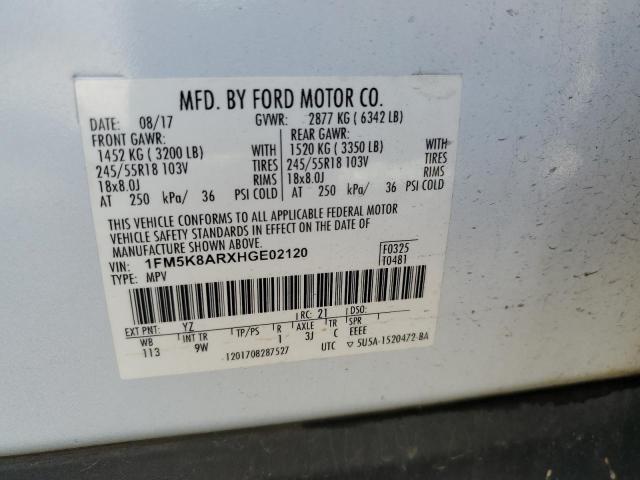 MFD. BY FORD MOTOR CO.
DATE: 08/17 GVWR: 2877 KG ( 6342 LB)
FRONT GAWR: REAR GAWR:
1452 KG ( 3200 LB) WITH 1520 KG ( 3350 LB) WITH
245/55R18 103V TIRES 245/55R18 103V TIRES
18x8.0J RIMS 18x8.0J RIMS
AT 250 kPa/ 36 PSI COLD AT 250 kPa/ 36 PSI COLD
THIS VEHICLE CONFORMS TO ALL APPLICABLE FEDERAL MOTOR
VEHICLE SAFETY STANDARDS IN EFFECT ON THE DATE OF
MANUFACTURE SHOWN ABOVE.
VIN: 1FM5K8ARXHGE02120 F0325
TYPE: MPV T0481
EXT PNT: YZ RC: 21 DSO:
WB INT TR TP/PS R AXLE TR SPR
113 9W 1 3J C EEEE
1201708287527 UTC ▽ 5U5A-1520472-BA